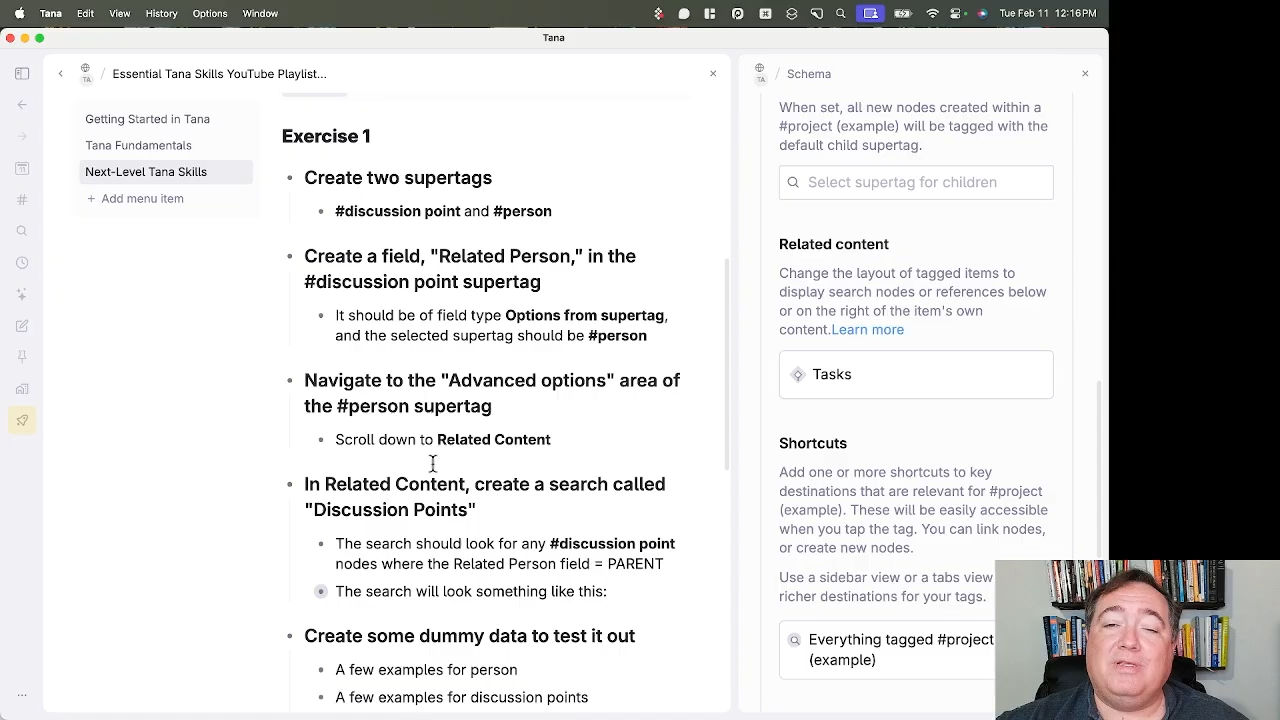 Tana Edit View History Options Window
Tue Feb 11 12:16 PM
Tana
TA / Essential Tana Skills YouTube Playlist...
Getting Started in Tana
Tana Fundamentals
Next-Level Tana Skills
+ Add menu item
Exercise 1
Create two supertags
#discussion point and #person
Create a field, "Related Person," in the
#discussion point supertag
It should be of field type Options from supertag,
and the selected supertag should be #person
Navigate to the "Advanced options" area of
the #person supertag
Scroll down to Related Content
In Related Content, create a search called
"Discussion Points"
The search should look for any #discussion point
nodes where the Related Person field = PARENT
The search will look something like this:
Create some dummy data to test it out
A few examples for person
A few examples for discussion points
TA / Schema
When set, all new nodes created within a
#project (example) will be tagged with the
default child supertag.
Select supertag for children
Related content
Change the layout of tagged items to
display search nodes or references below
or on the right of the item's own
content.Learn more
Tasks
Shortcuts
Add one or more shortcuts to key
destinations that are relevant for #project
(example). These will be easily accessible
when you tap the tag. You can link nodes,
or create new nodes.
Use a sidebar view or a tabs view
richer destinations for your tags.
Everything tagged #project
(example)